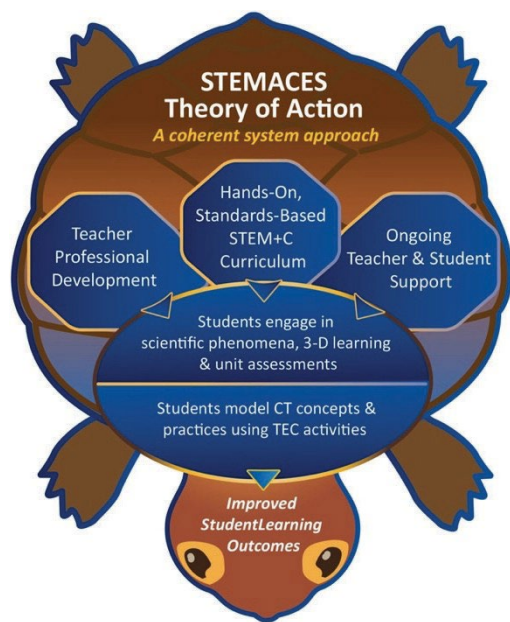 STEMACES
Theory of Action
A coherent system approach
Teacher
Professional
Development
Hands-On,
Standards-Based
STEM+C
Curriculum
Ongoing
Teacher & Student
Support
Students engage in
scientific phenomena, 3-D learning
& unit assessments
Students model CT concepts &
practices using TEC activities
Improved
StudentLearning
Outcomes